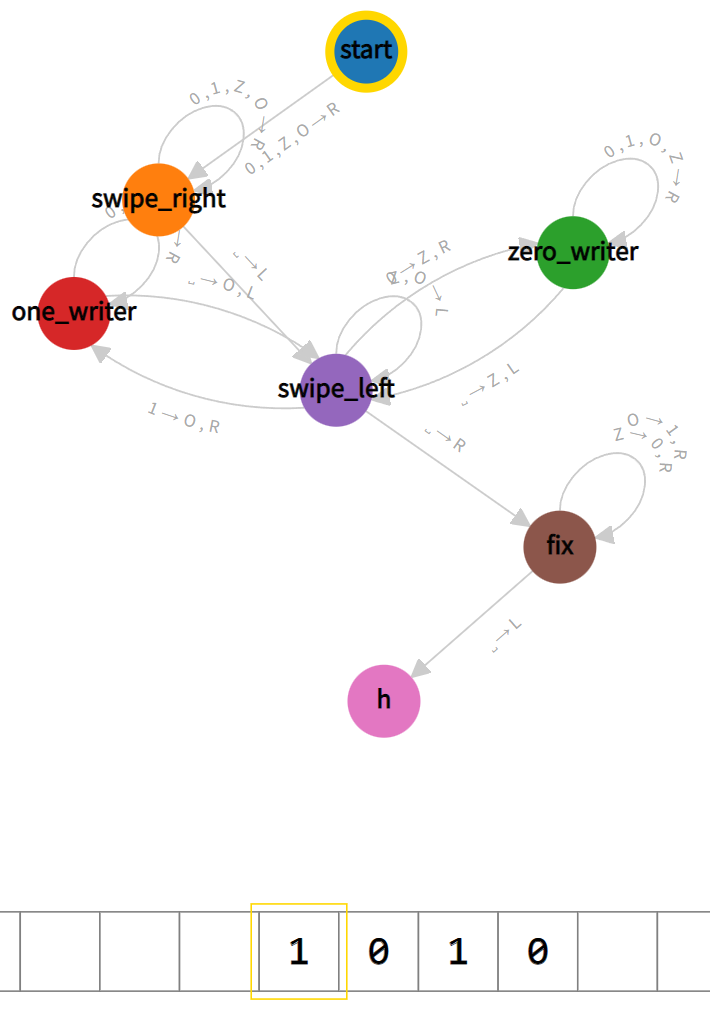 start
0,1,Z,O→R
0,1,Z,O→R
0,1,O,Z→R
swipe_right
zero_writer
␣→L
0→Z,R
Z,O→L
␣→O,L
one_writer
swipe_left
␣→Z,L
1→O,R
␣→R
O→1,R
Z→0,R
fix
␣→L
h
1 0 1 0